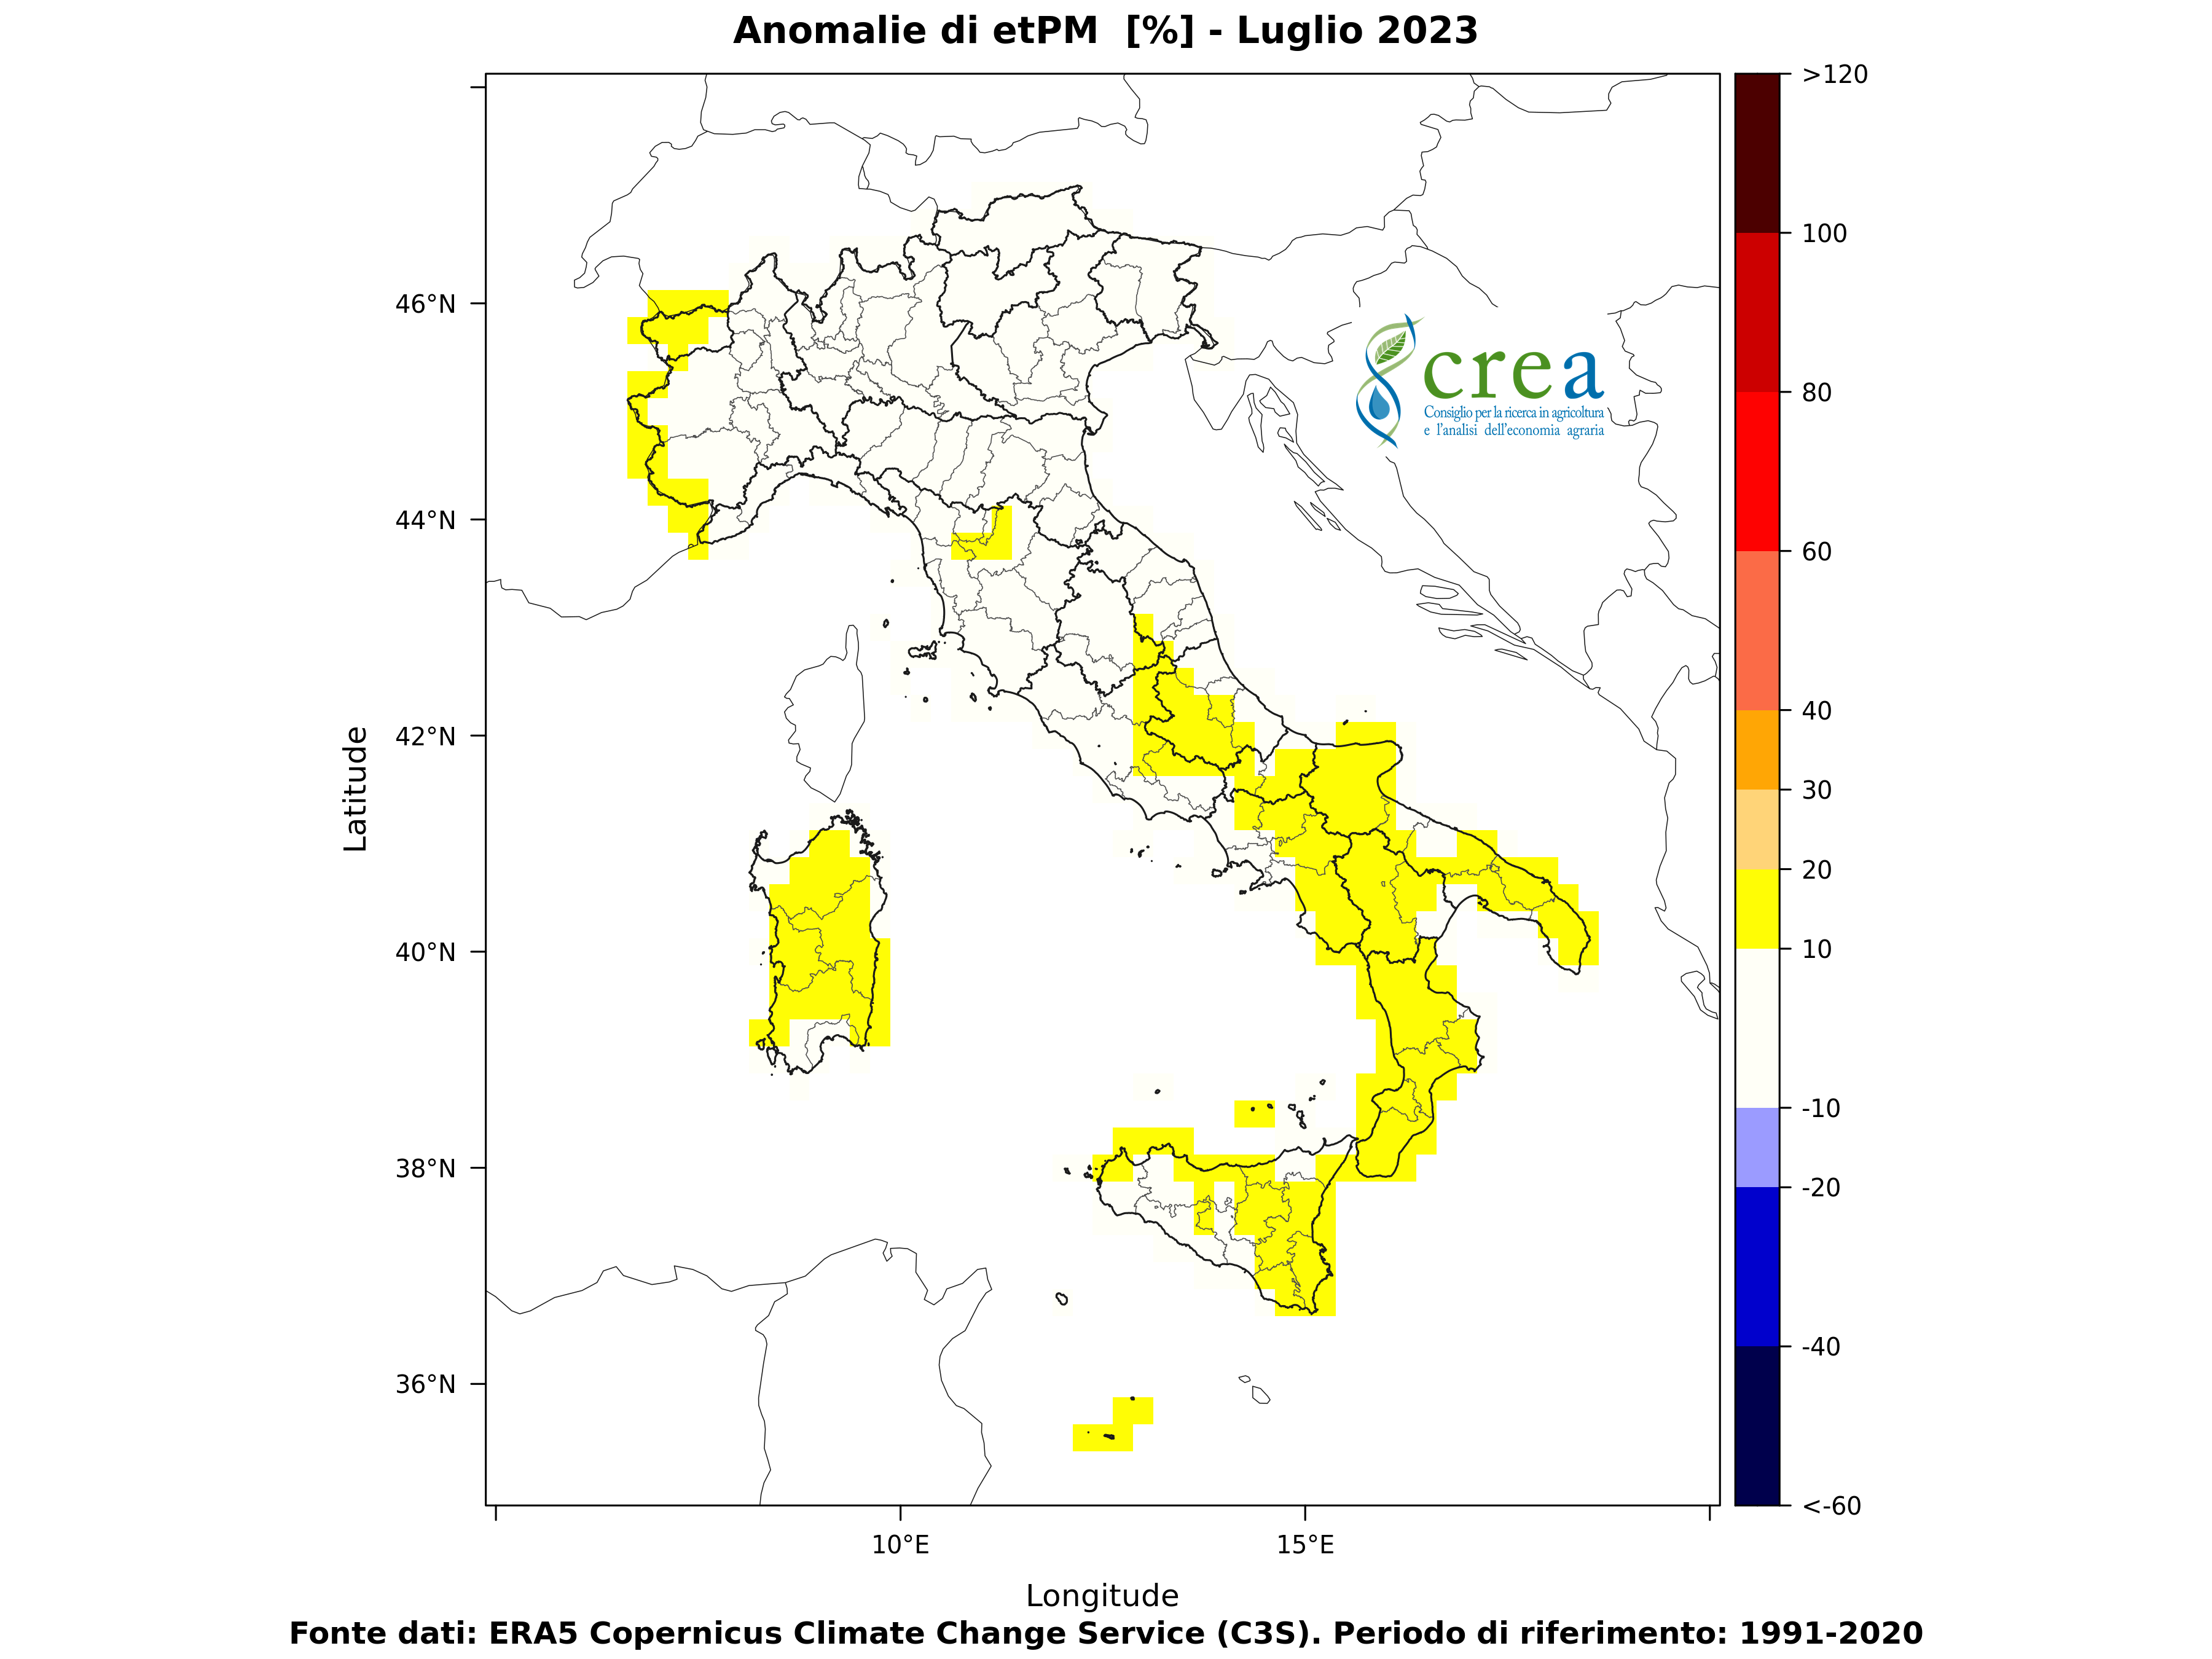 Anomalie di etPM [%] - Luglio 2023
>120
100
80
60
40
30
20
10
-10
-20
-40
<-60
46°N
44°N
42°N
40°N
38°N
36°N
Latitude
crea
Consiglio per la ricerca in agricoltura
e l'analisi dell'economia agraria
10°E
15°E
Longitude
Fonte dati: ERA5 Copernicus Climate Change Service (C3S). Periodo di riferimento: 1991-2020